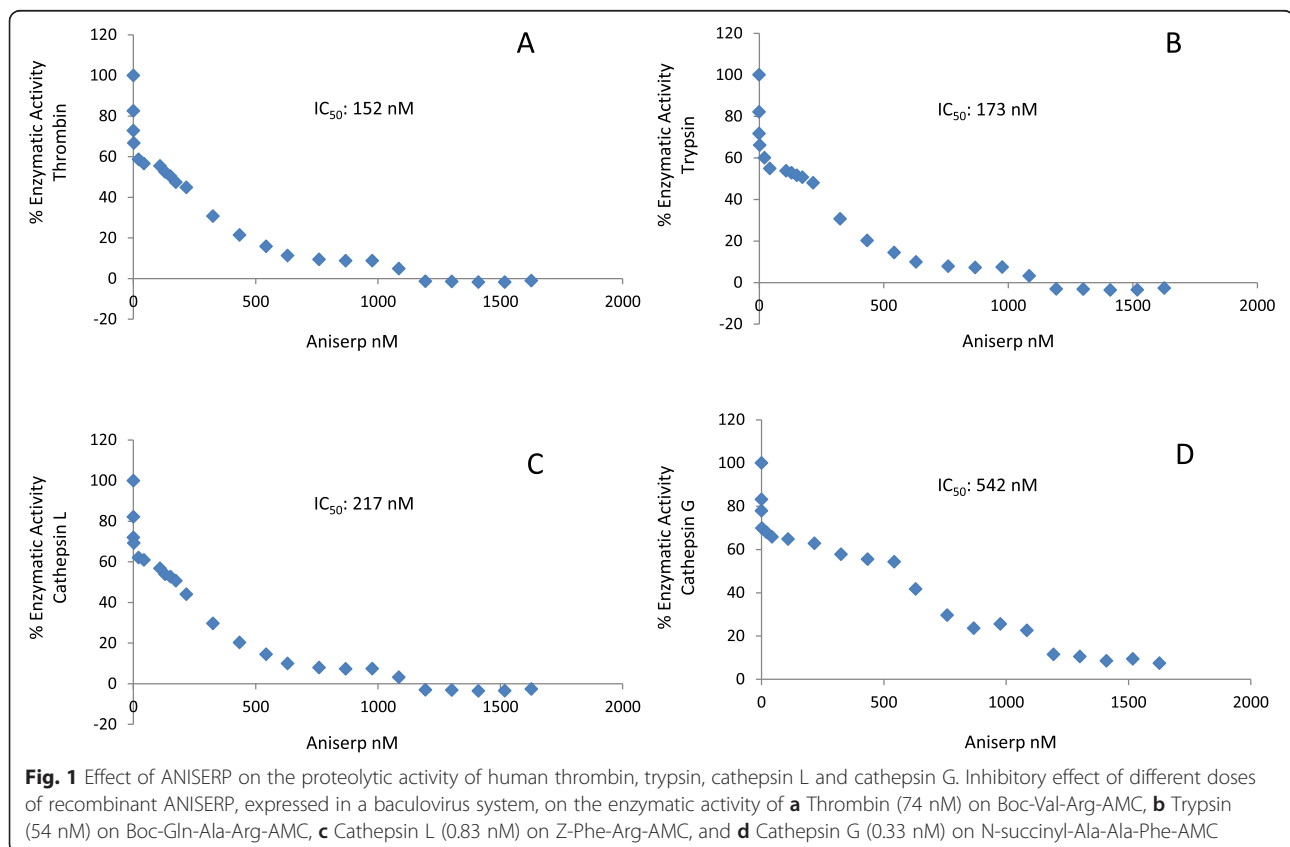 A
% Enzymatic Activity
Thrombin
120
100
80
60
40
20
0
-20
IC50: 152 nM
0 500 1000 1500 2000
Aniserp nM
B
% Enzymatic Activity
Trypsin
120
100
80
60
40
20
0
-20
IC50: 173 nM
0 500 1000 1500 2000
Aniserp nM
C
% Enzymatic Activity
Cathepsin L
120
100
80
60
40
20
0
-20
IC50: 217 nM
0 500 1000 1500 2000
Aniserp nM
D
% Enzymatic Activity
Cathepsin G
120
100
80
60
40
20
0
IC50: 542 nM
0 500 1000 1500 2000
Aniserp nM
Fig. 1 Effect of ANISERP on the proteolytic activity of human thrombin, trypsin, cathepsin L and cathepsin G. Inhibitory effect of different doses
of recombinant ANISERP, expressed in a baculovirus system, on the enzymatic activity of a Thrombin (74 nM) on Boc-Val-Arg-AMC, b Trypsin
(54 nM) on Boc-Gln-Ala-Arg-AMC, c Cathepsin L (0.83 nM) on Z-Phe-Arg-AMC, and d Cathepsin G (0.33 nM) on N-succinyl-Ala-Ala-Phe-AMC